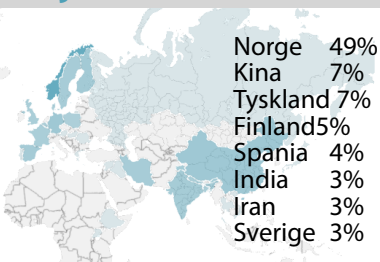 Norge 49%
Kina 7%
Tyskland 7%
Finland5%
Spania 4%
India 3%
Iran 3%
Sverige 3%